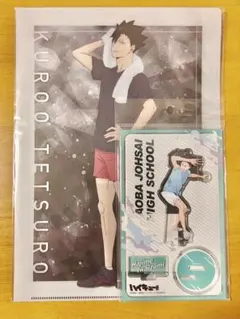 KUROO TETSURO
AOBA JOHSAI
HIGH SCHOOL
ハイキュー!!